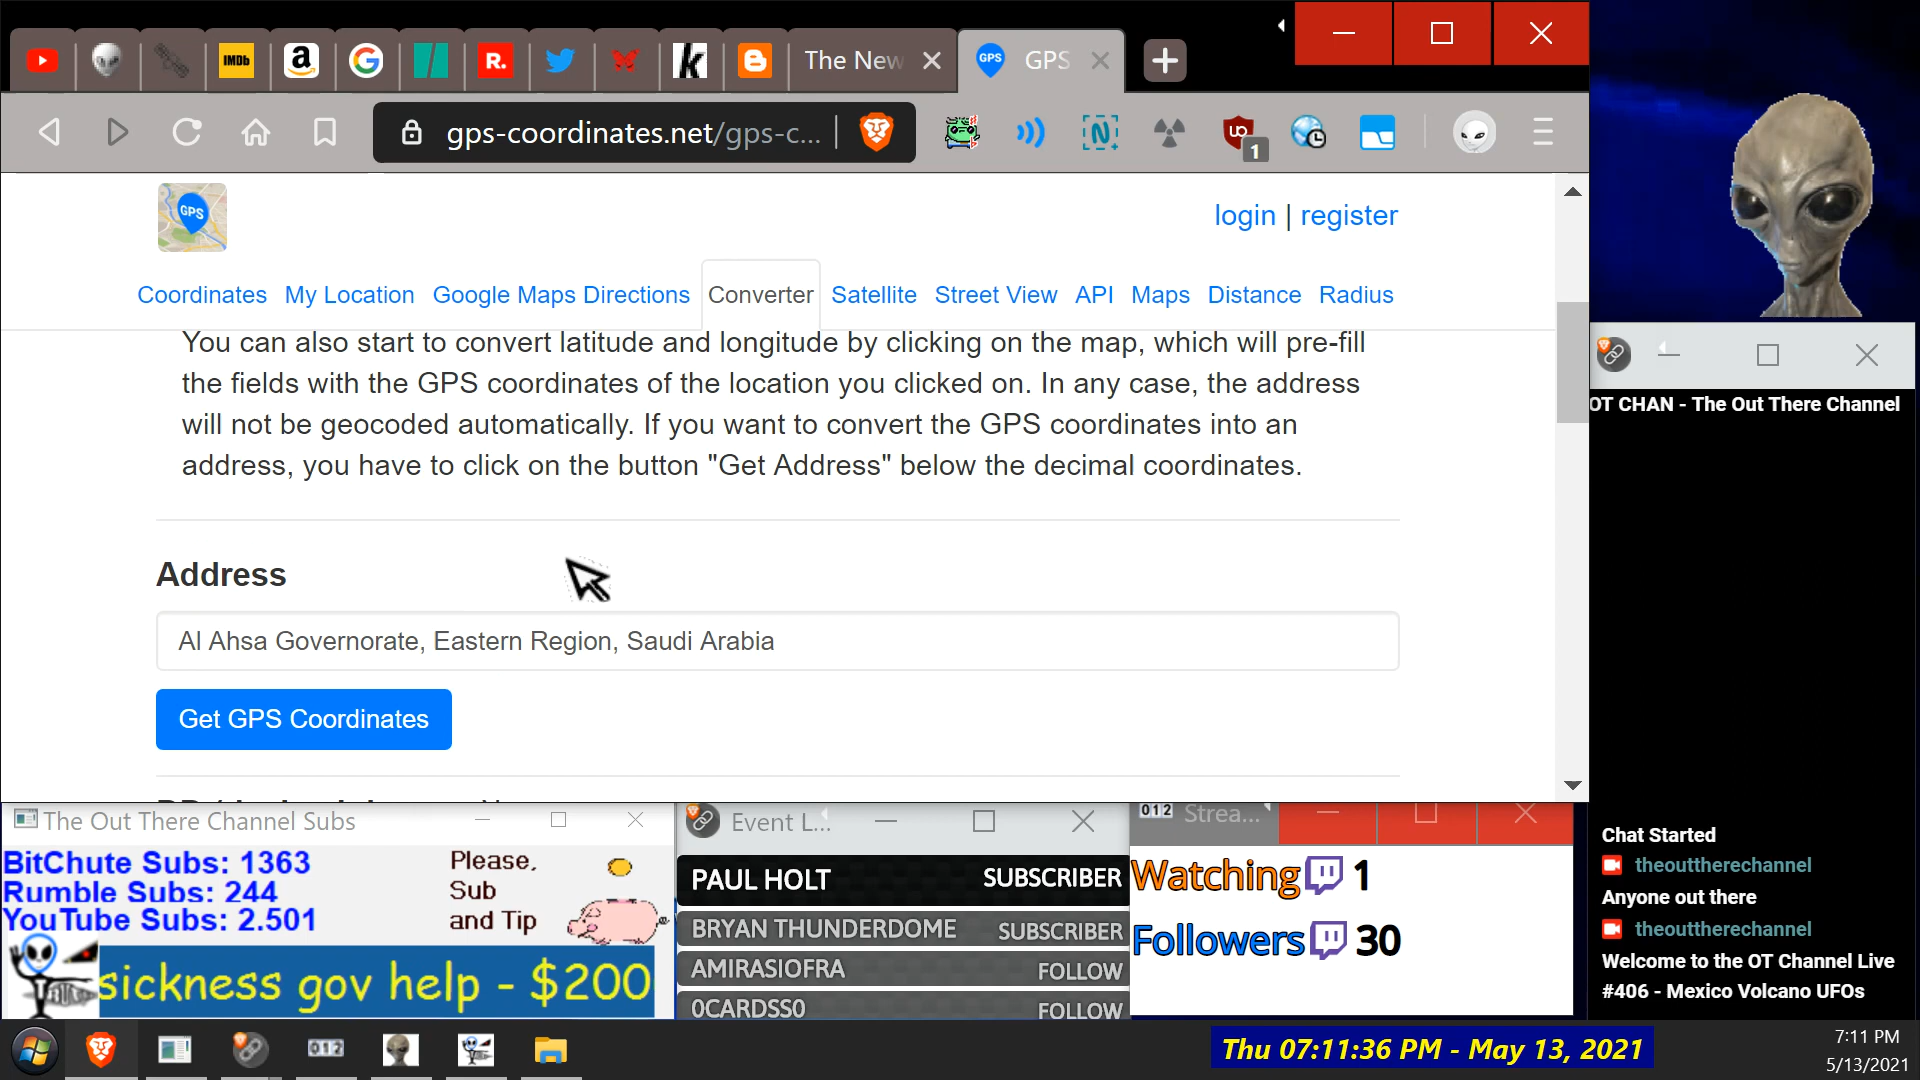 IMDb
a
R.
k
The New
GPS
GPS
gps-coordinates.net/gps-c...
N
1
GPS
login | register
Coordinates My Location Google Maps Directions Converter Satellite Street View API Maps Distance Radius
You can also start to convert latitude and longitude by clicking on the map, which will pre-fill
the fields with the GPS coordinates of the location you clicked on. In any case, the address
will not be geocoded automatically. If you want to convert the GPS coordinates into an
address, you have to click on the button "Get Address" below the decimal coordinates.
Address
Al Ahsa Governorate, Eastern Region, Saudi Arabia
Get GPS Coordinates
OT CHAN - The Out There Channel
Chat Started
theouttherechannel
Anyone out there
theouttherechannel
Welcome to the OT Channel Live
#406 - Mexico Volcano UFOs
The Out There Channel Subs
BitChute Subs: 1363
Rumble Subs: 244
YouTube Subs: 2.501
Please,
Sub
and Tip
sickness gov help - $200
Event L...
PAUL HOLT SUBSCRIBER
BRYAN THUNDERDOME SUBSCRIBER
AMIRASIOFRA FOLLOW
0CARDSS0 FOLLOW
012 Strea...
Watching 1
Followers 30
012
Thu 07:11:36 PM - May 13, 2021
7:11 PM
5/13/2021